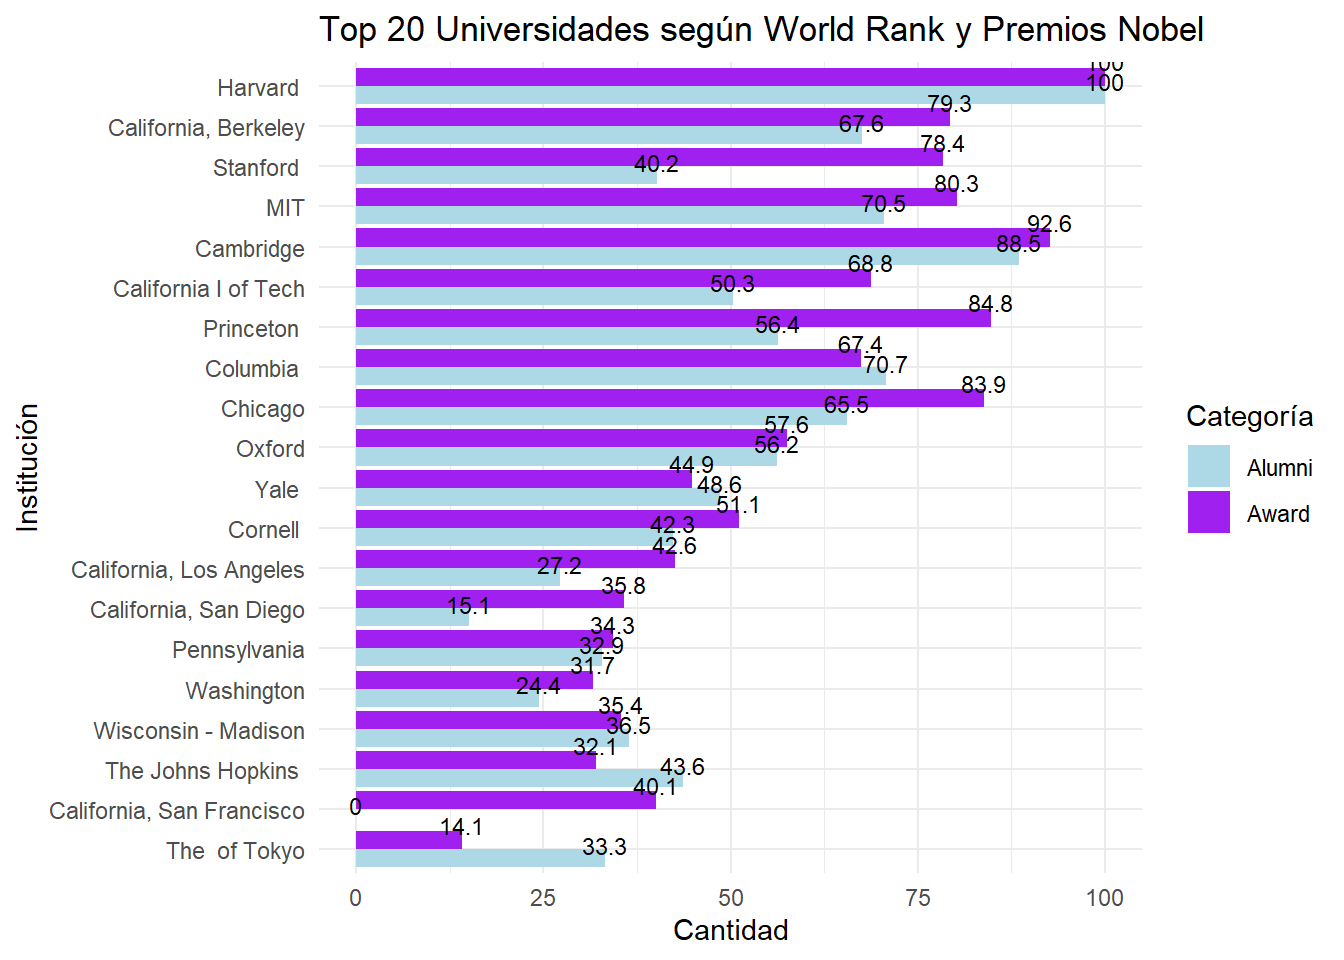 Top 20 Universidades según World Rank y Premios Nobel
Institución
Harvard
100
100
California, Berkeley
79.3
67.6
Stanford
78.4
40.2
MIT
80.3
70.5
Cambridge
92.6
88.5
California I of Tech
68.8
50.3
Princeton
84.8
56.4
Columbia
67.4
70.7
Chicago
83.9
65.5
Oxford
57.6
56.2
Yale
44.9
48.6
Cornell
51.1
42.3
California, Los Angeles
42.6
27.2
California, San Diego
35.8
15.1
Pennsylvania
34.3
32.9
Washington
31.7
24.4
Wisconsin - Madison
35.4
36.5
The Johns Hopkins
32.1
43.6
California, San Francisco
40.1
0
The  of Tokyo
14.1
33.3
0 25 50 75 100
Cantidad
Categoría
Alumni
Award